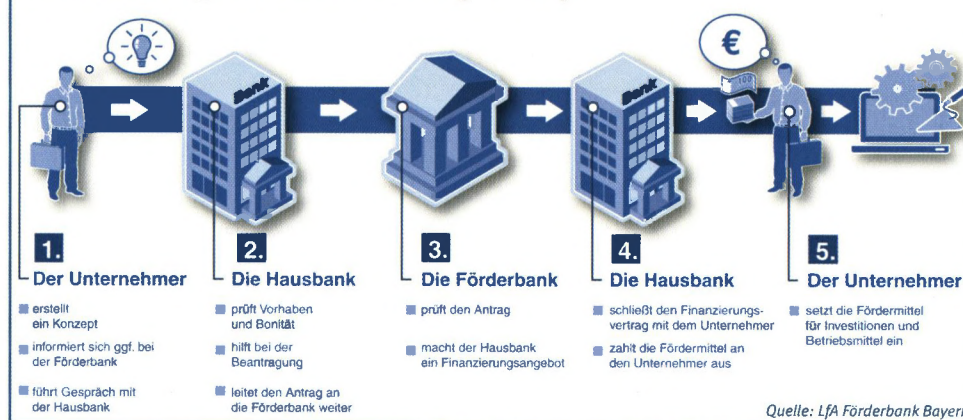 €
100
Bank
Bank
1.
Der Unternehmer
erstellt
ein Konzept
informiert sich ggf. bei
der Förderbank
führt Gespräch mit
der Hausbank
2.
Die Hausbank
prüft Vorhaben
und Bonität
hilft bei der
Beantragung
leitet den Antrag an
die Förderbank weiter
3.
Die Förderbank
prüft den Antrag
macht der Hausbank
ein Finanzierungsangebot
4.
Die Hausbank
schließt den Finanzierungs-
vertrag mit dem Unternehmer
zahlt die Fördermittel an
den Unternehmer aus
5.
Der Unternehmer
setzt die Fördermittel
für Investitionen und
Betriebsmittel ein
Quelle: LfA Förderbank Bayern